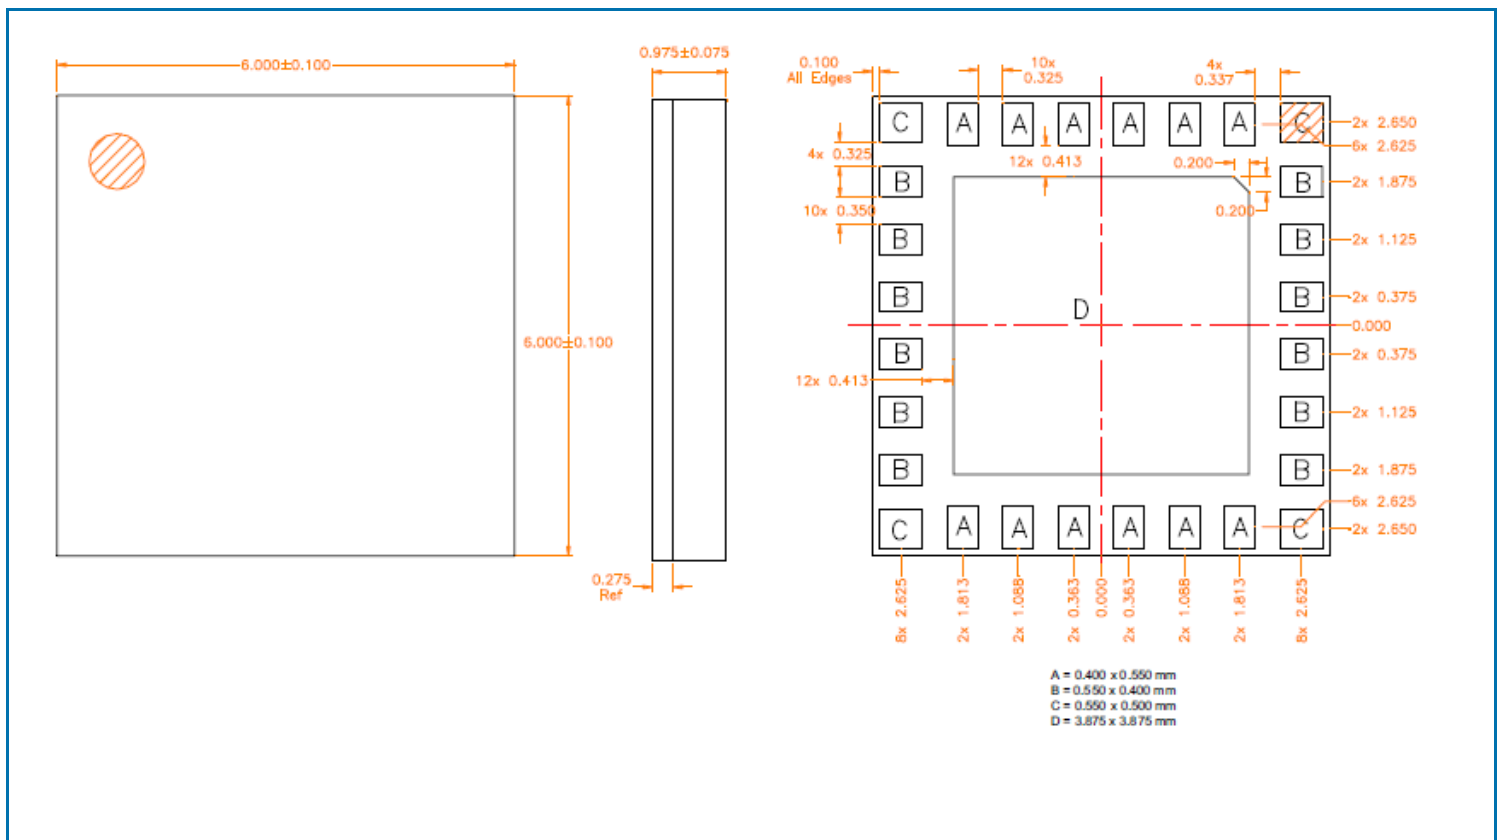 6.000±0.100
6.000±0.100
0.975±0.075
0.275
Ref
0.100
All Edges
10x
0.325
4x
0.337
C A A A A A A C
2x 2.650
6x 2.625
4x 0.325
12x 0.413
0.200
B B
2x 1.875
10x 0.350
0.200
B B
2x 1.125
B B
2x 0.375
D
0.000
B B
2x 0.375
12x 0.413
B B
2x 1.125
B B
2x 1.875
6x 2.625
C A A A A A A C
2x 2.650
8x 2.625
2x 1.813
2x 1.088
2x 0.363
0.000
2x 0.363
2x 1.088
2x 1.813
8x 2.625
A = 0.400 x 0.550 mm
B = 0.550 x 0.400 mm
C = 0.550 x 0.500 mm
D = 3.875 x 3.875 mm